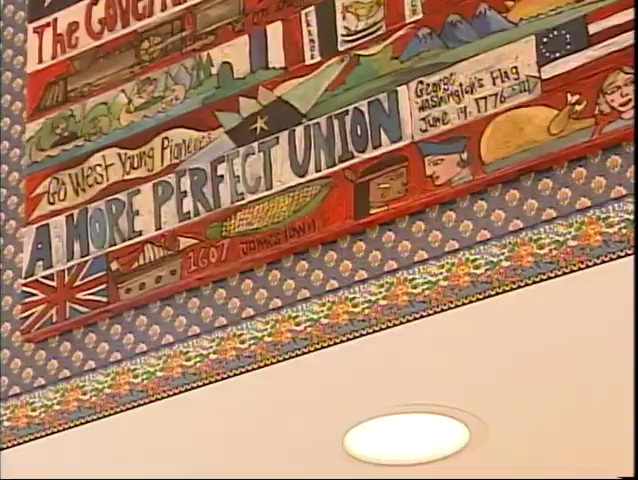 The Govern
Go West Young Pioneers
George
Washington's Flag
June 14, 1776
A MORE PERFECT UNION
1607 Jamestown